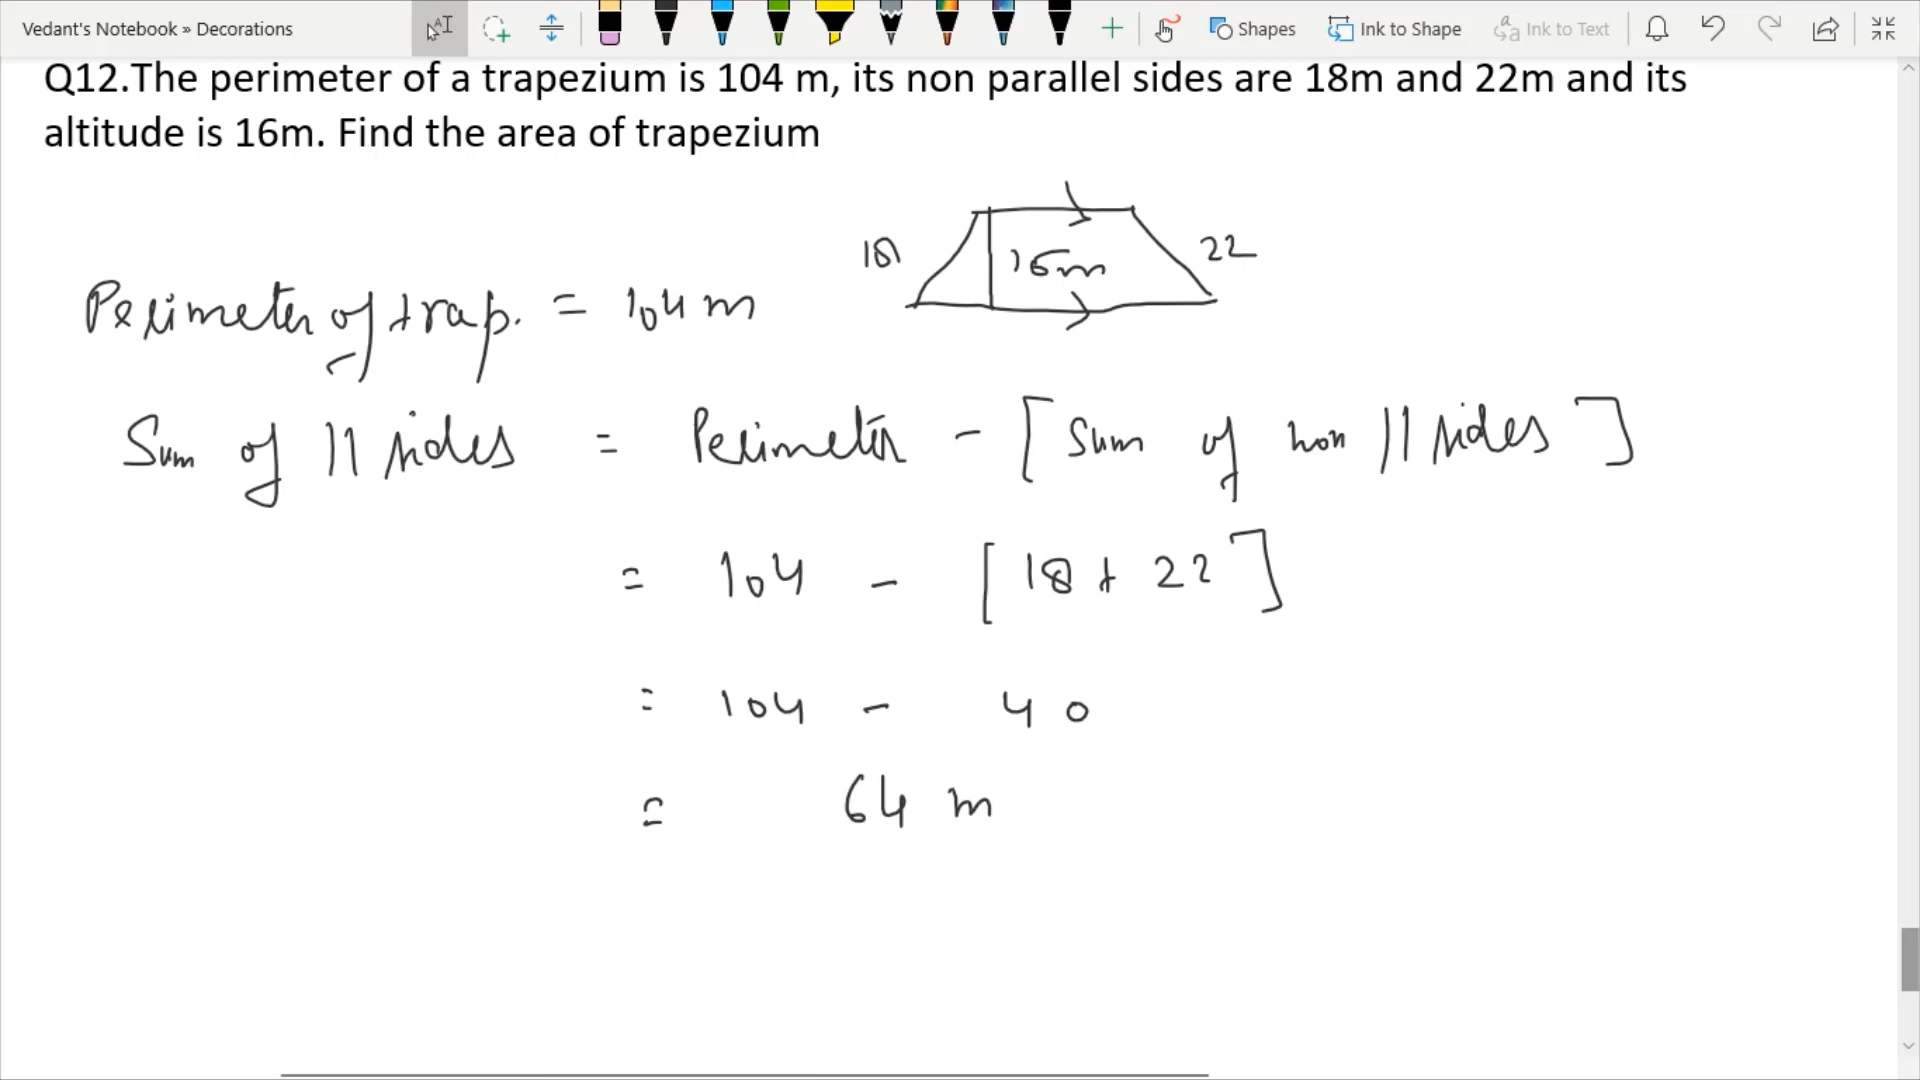 Vedant's Notebook » Decorations
Shapes
Ink to Shape
Ink to Text
Q12.The perimeter of a trapezium is 104 m, its non parallel sides are 18m and 22m and its
altitude is 16m. Find the area of trapezium
18 16m 22
Perimeter of trap. = 104 m
Sum of || sides = Perimeter - [Sum of non || sides]
= 104 - [18 + 22]
= 104 - 40
= 64 m